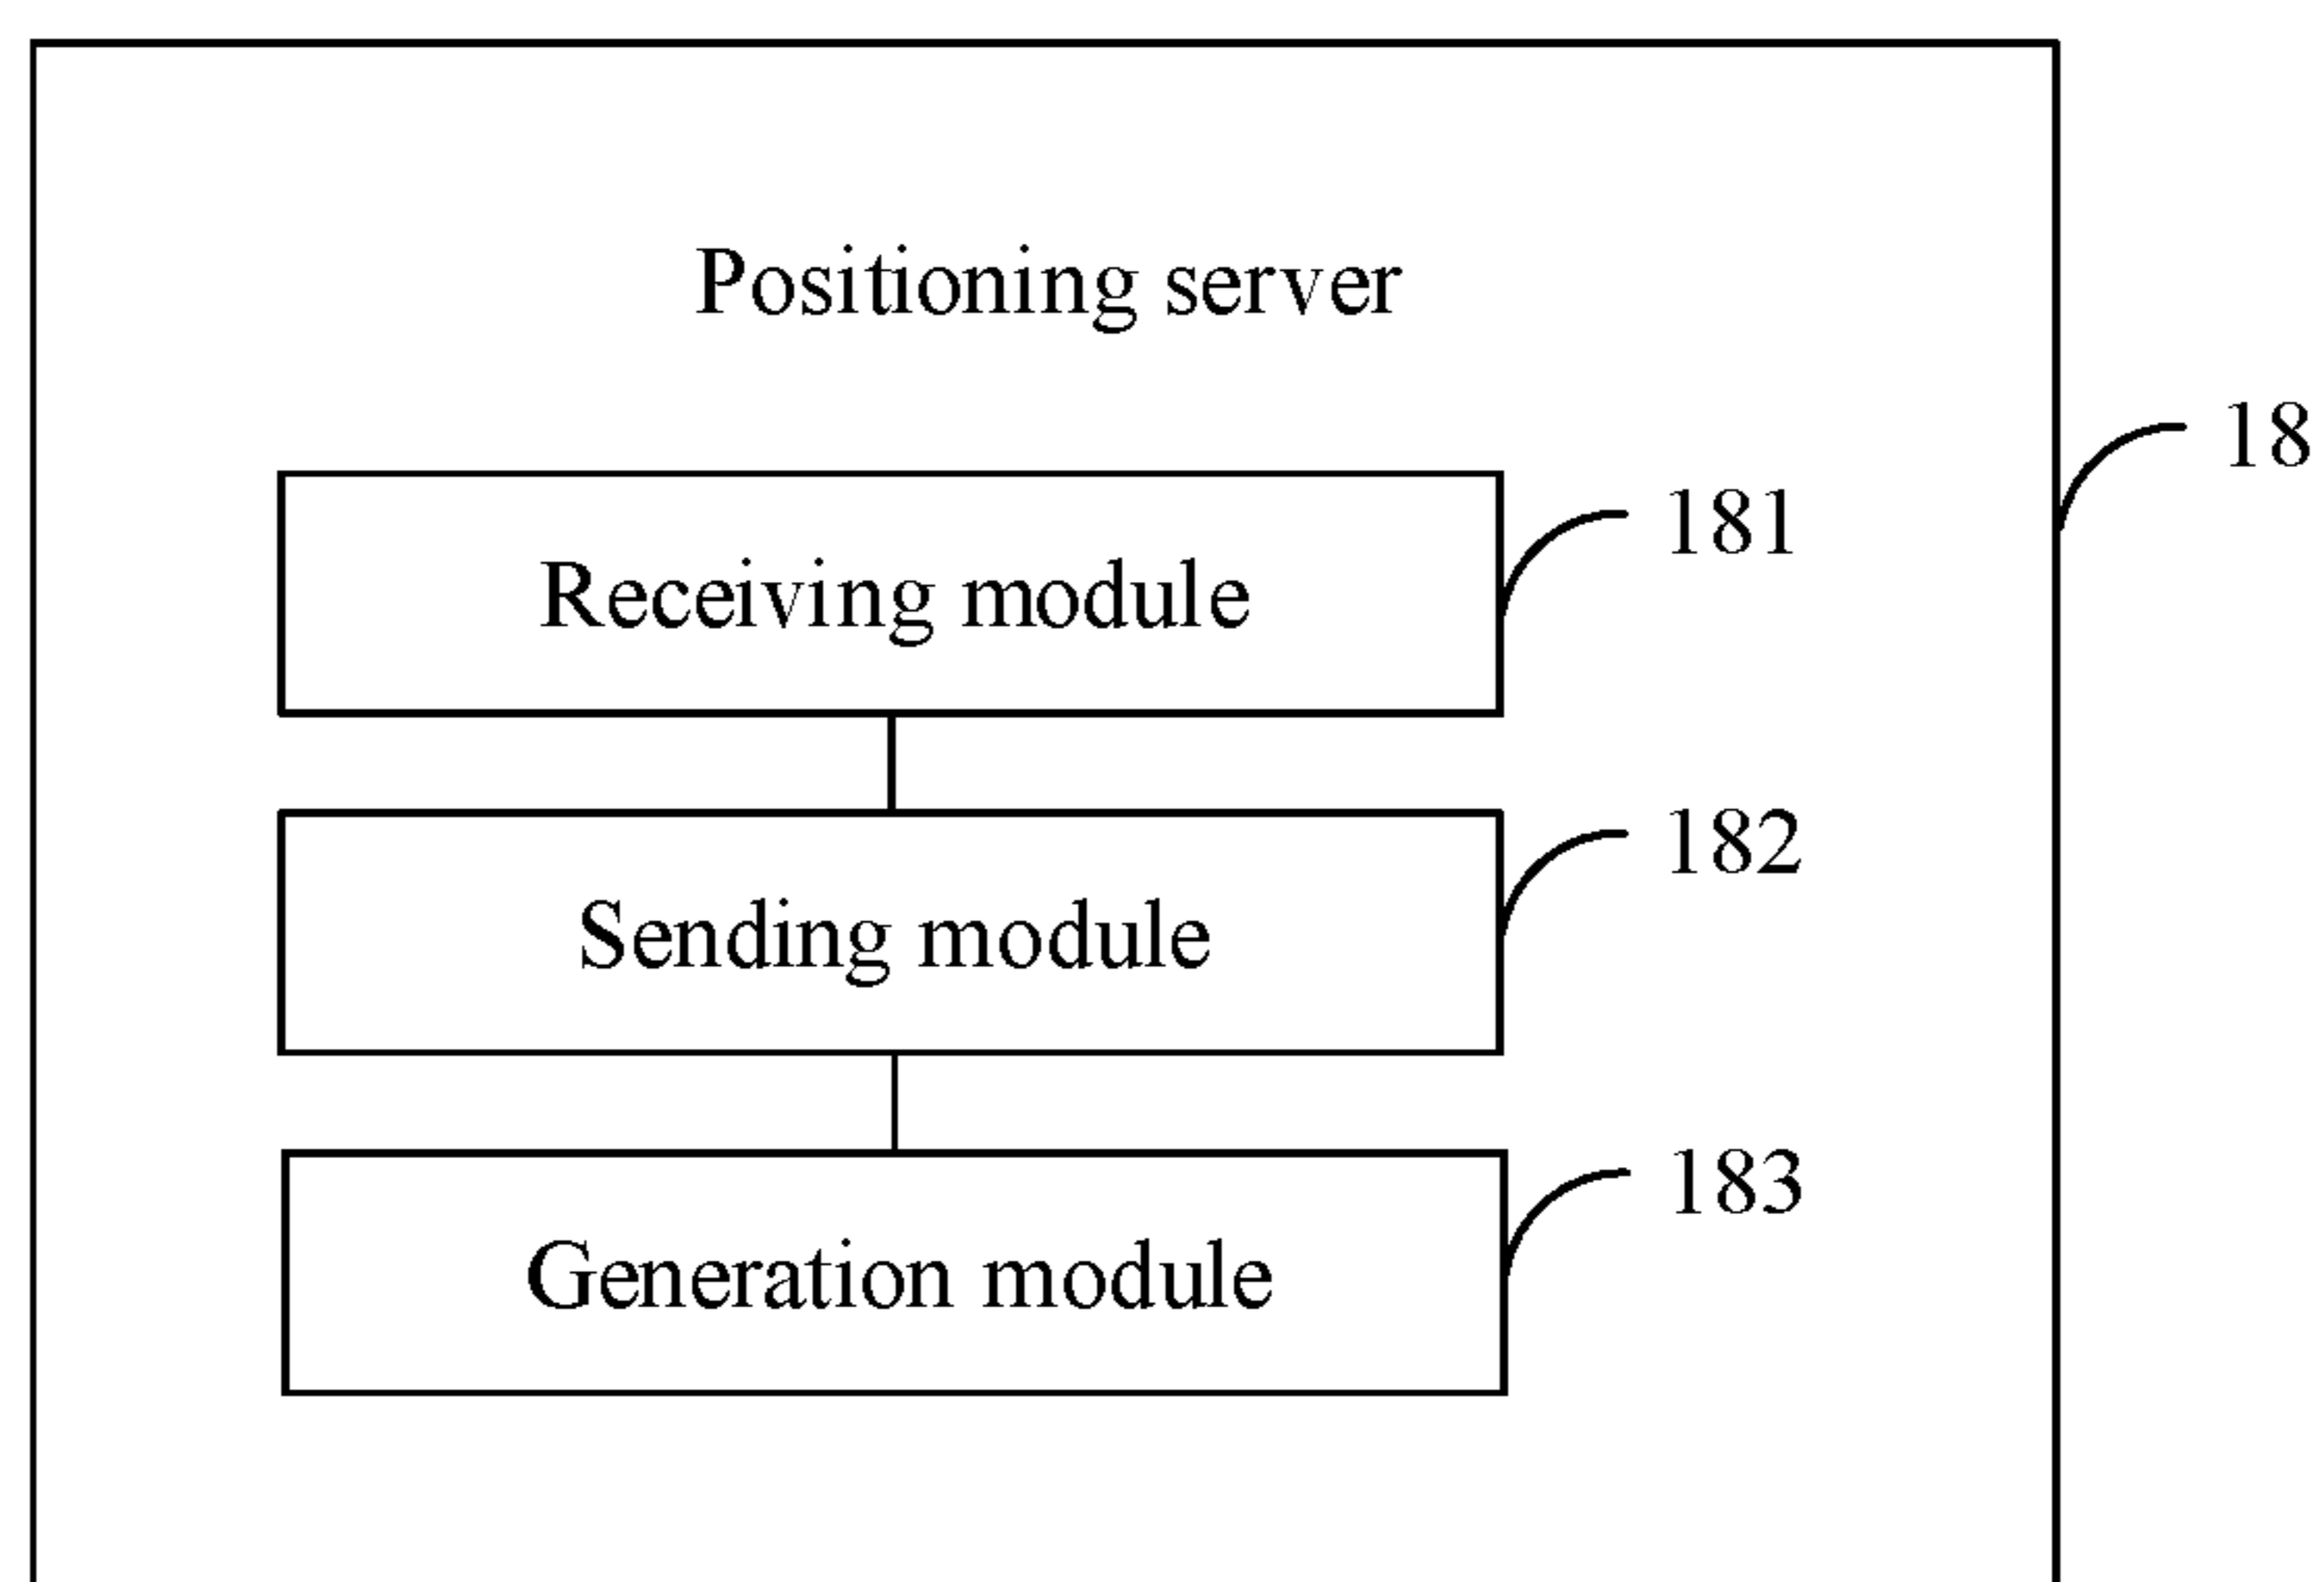 Positioning server
18
181
Receiving module
182
Sending module
183
Generation module